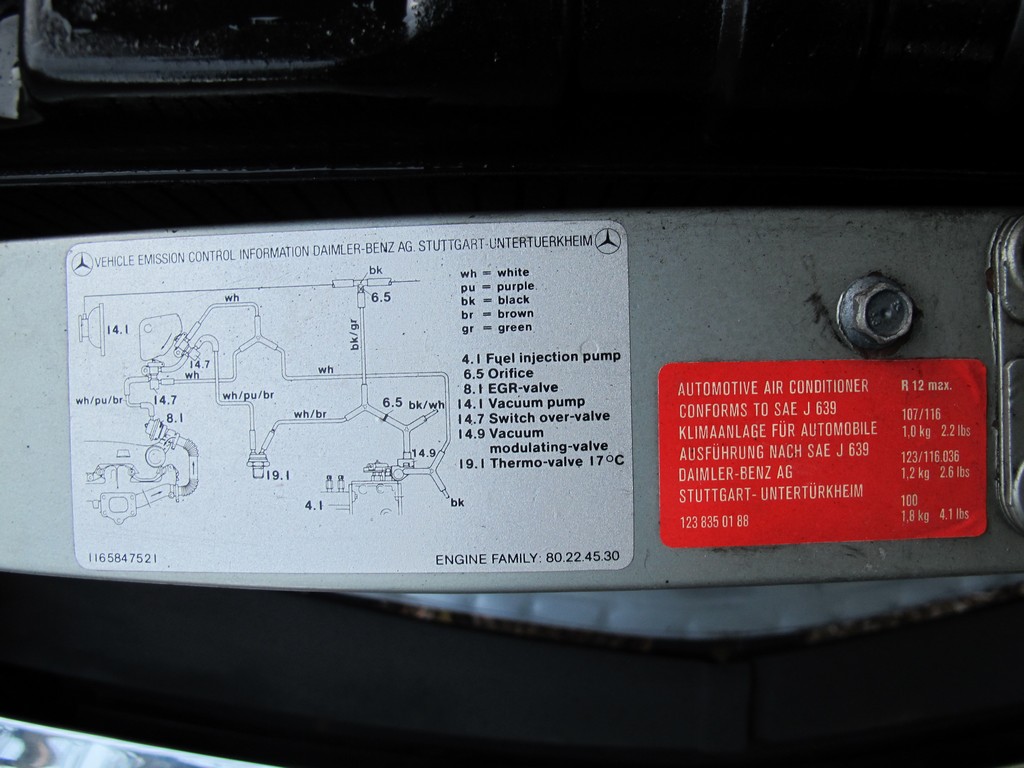 VEHICLE EMISSION CONTROL INFORMATION DAIMLER-BENZ AG. STUTTGART-UNTERTUERKHEIM
bk
wh
6.5
14.1
bk/gr
14.7
wh
wh
wh/pu/br
14.7
wh/pu/br
8.1
wh/br
6.5
bk/wh
14.9
19.1
4.1
bk
wh = white
pu = purple
bk = black
br = brown
gr = green
4.1 Fuel injection pump
6.5 Orifice
8.1 EGR-valve
14.1 Vacuum pump
14.7 Switch over-valve
14.9 Vacuum
modulating-valve
19.1 Thermo-valve 17°C
1165847521
ENGINE FAMILY: 80.22.45.30
AUTOMOTIVE AIR CONDITIONER
CONFORMS TO SAE J 639
KLIMAANLAGE FÜR AUTOMOBILE
AUSFÜHRUNG NACH SAE J 639
DAIMLER-BENZ AG
STUTTGART- UNTERTÜRKHEIM
123 835 01 88
R 12 max.
107/116
1,0 kg 2.2 lbs
123/116.036
1,2 kg 2.6 lbs
100
1,8 kg 4.1 lbs